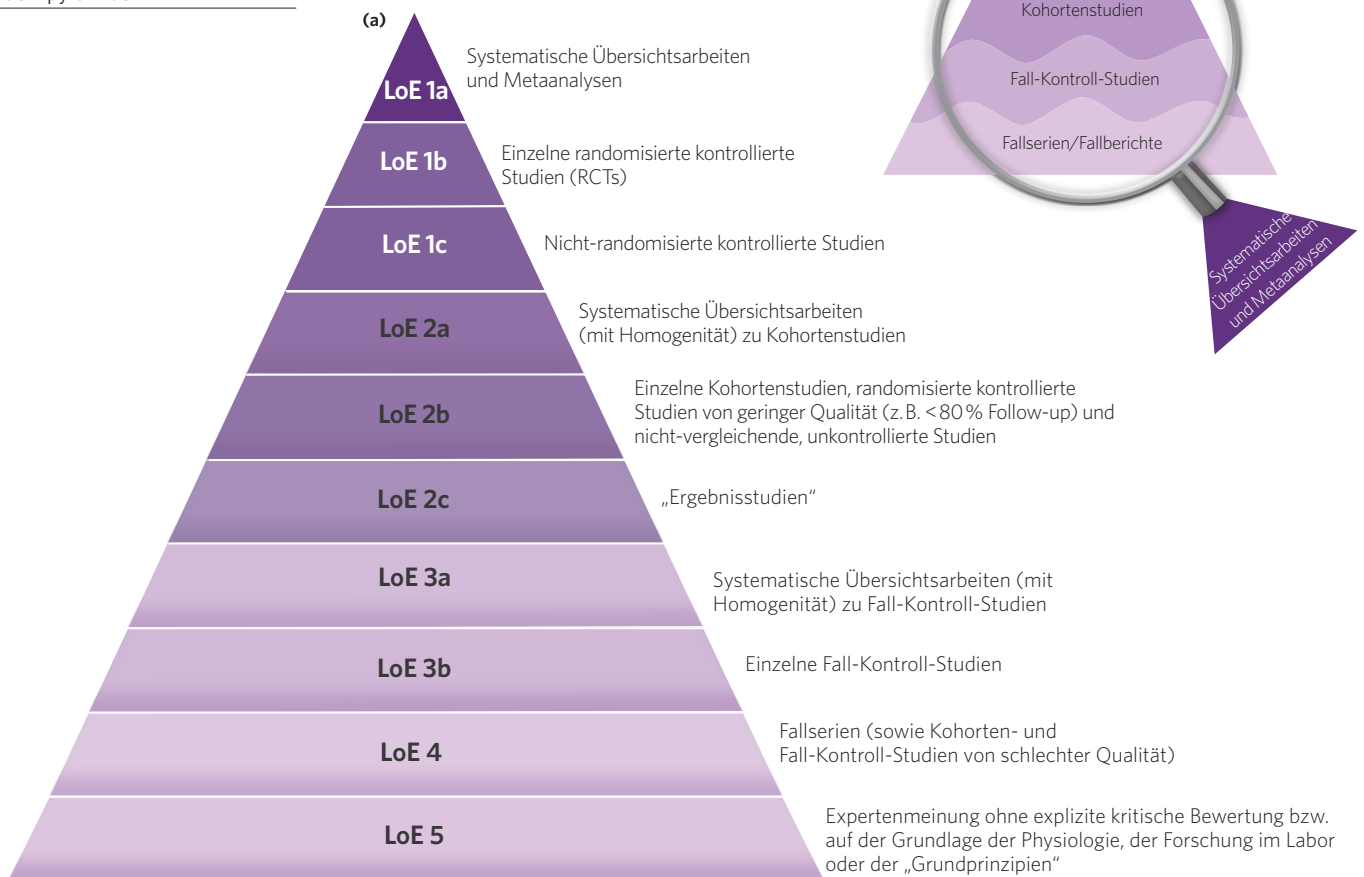 (a)
LoE 1a
Systematische Übersichtsarbeiten
und Metaanalysen
LoE 1b
Einzelne randomisierte kontrollierte
Studien (RCTs)
LoE 1c
Nicht-randomisierte kontrollierte Studien
LoE 2a
Systematische Übersichtsarbeiten
(mit Homogenität) zu Kohortenstudien
LoE 2b
Einzelne Kohortenstudien, randomisierte kontrollierte
Studien von geringer Qualität (z.B. <80% Follow-up) und
nicht-vergleichende, unkontrollierte Studien
LoE 2c
„Ergebnisstudien“
LoE 3a
Systematische Übersichtsarbeiten (mit
Homogenität) zu Fall-Kontroll-Studien
LoE 3b
Einzelne Fall-Kontroll-Studien
LoE 4
Fallserien (sowie Kohorten- und
Fall-Kontroll-Studien von schlechter Qualität)
LoE 5
Expertenmeinung ohne explizite kritische Bewertung bzw.
auf der Grundlage der Physiologie, der Forschung im Labor
oder der „Grundprinzipien“
Kohortenstudien
Fall-Kontroll-Studien
Fallserien/Fallberichte
Systematische
Übersichtsarbeiten
und Metaanalysen